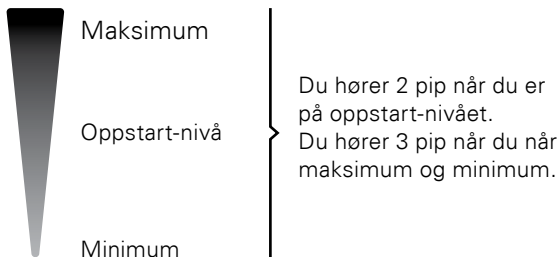 Maksimum
Oppstart-nivå
Minimum
Du hører 2 pip når du er
på oppstart-nivået.
Du hører 3 pip når du når
maksimum og minimum.